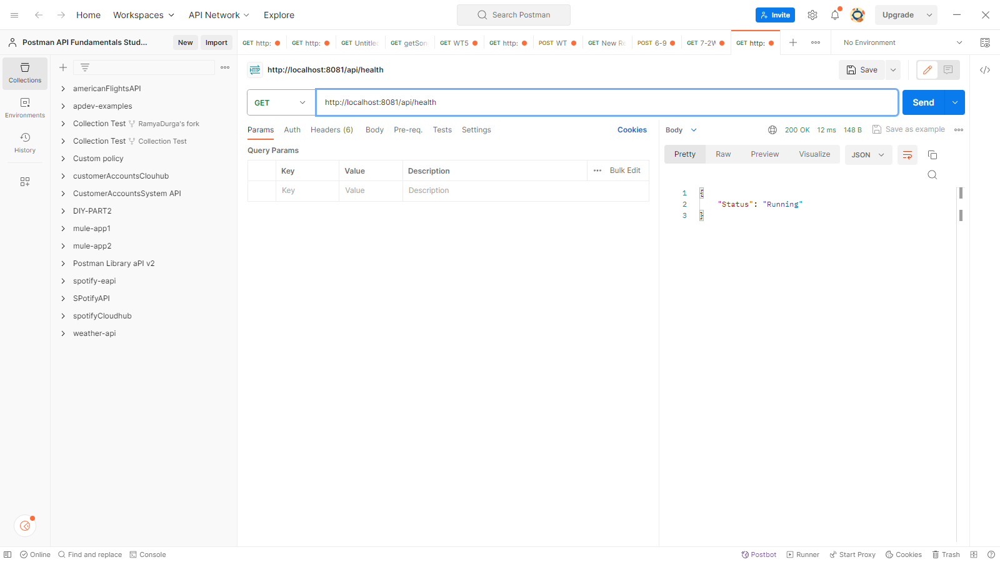 Home Workspaces API Network Explore Search Postman Invite Upgrade
Postman API Fundamentals Stud... New Import GET http: GET http: GET Untitle GET getSon GET WT5 GET http: POST WT GET New Re POST 6-9 GET 7-2W GET http: No Environment
Collections
Environments
History
americanFlightsAPI
apdev-examples
Collection Test RamyaDurga's fork
Collection Test Collection Test
Custom policy
customerAccountsClouhub
CustomerAccountsSystem API
DIY-PART2
mule-app1
mule-app2
Postman Library aPI v2
spotify-eapi
SPotifyAPI
spotifyCloudhub
weather-api
HTTP http://localhost:8081/api/health Save
GET http://localhost:8081/api/health Send
Params Auth Headers (6) Body Pre-req. Tests Settings Cookies
Query Params
Key Value Description Bulk Edit
Key Value Description
Body 200 OK 12 ms 148 B Save as example
Pretty Raw Preview Visualize JSON
1 {
2 "Status": "Running"
3 }
Online Find and replace Console Postbot Runner Start Proxy Cookies Trash